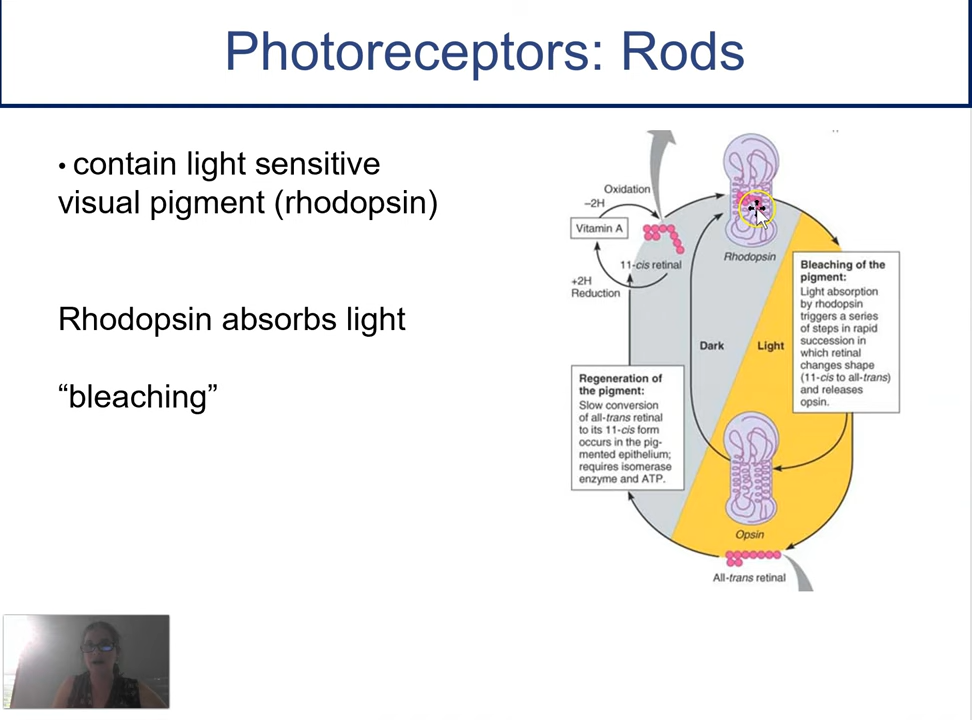 Photoreceptors: Rods
• contain light sensitive
visual pigment (rhodopsin)
Rhodopsin absorbs light
“bleaching”
Oxidation
–2H
Vitamin A
11-cis retinal
+2H
Reduction
Rhodopsin
Bleaching of the
pigment:
Light absorption
by rhodopsin
triggers a series
of steps in rapid
succession in
which retinal
changes shape
(11-cis to all-trans)
and releases
opsin.
Dark
Light
Regeneration of
the pigment:
Slow conversion
of all-trans retinal
to its 11-cis form
occurs in the pig-
mented epithelium;
requires isomerase
enzyme and ATP.
Opsin
All-trans retinal